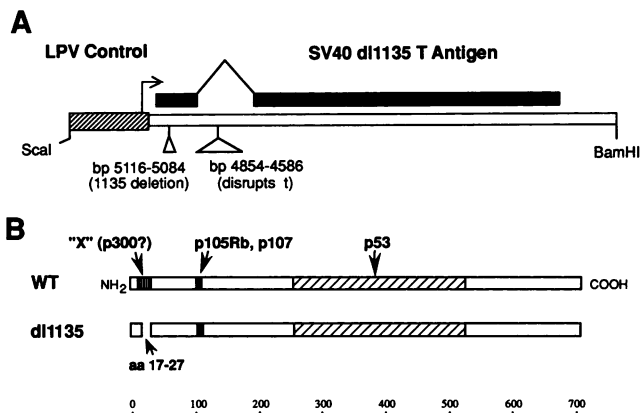 A
LPV Control
SV40 dl1135 T Antigen
ScaI
BamHI
bp 5116-5084
(1135 deletion)
bp 4854-4586
(disrupts t)
B
"X" (p300?)
p105Rb, p107
p53
WT
NH2
COOH
dl1135
aa 17-27
0 100 200 300 400 500 600 700